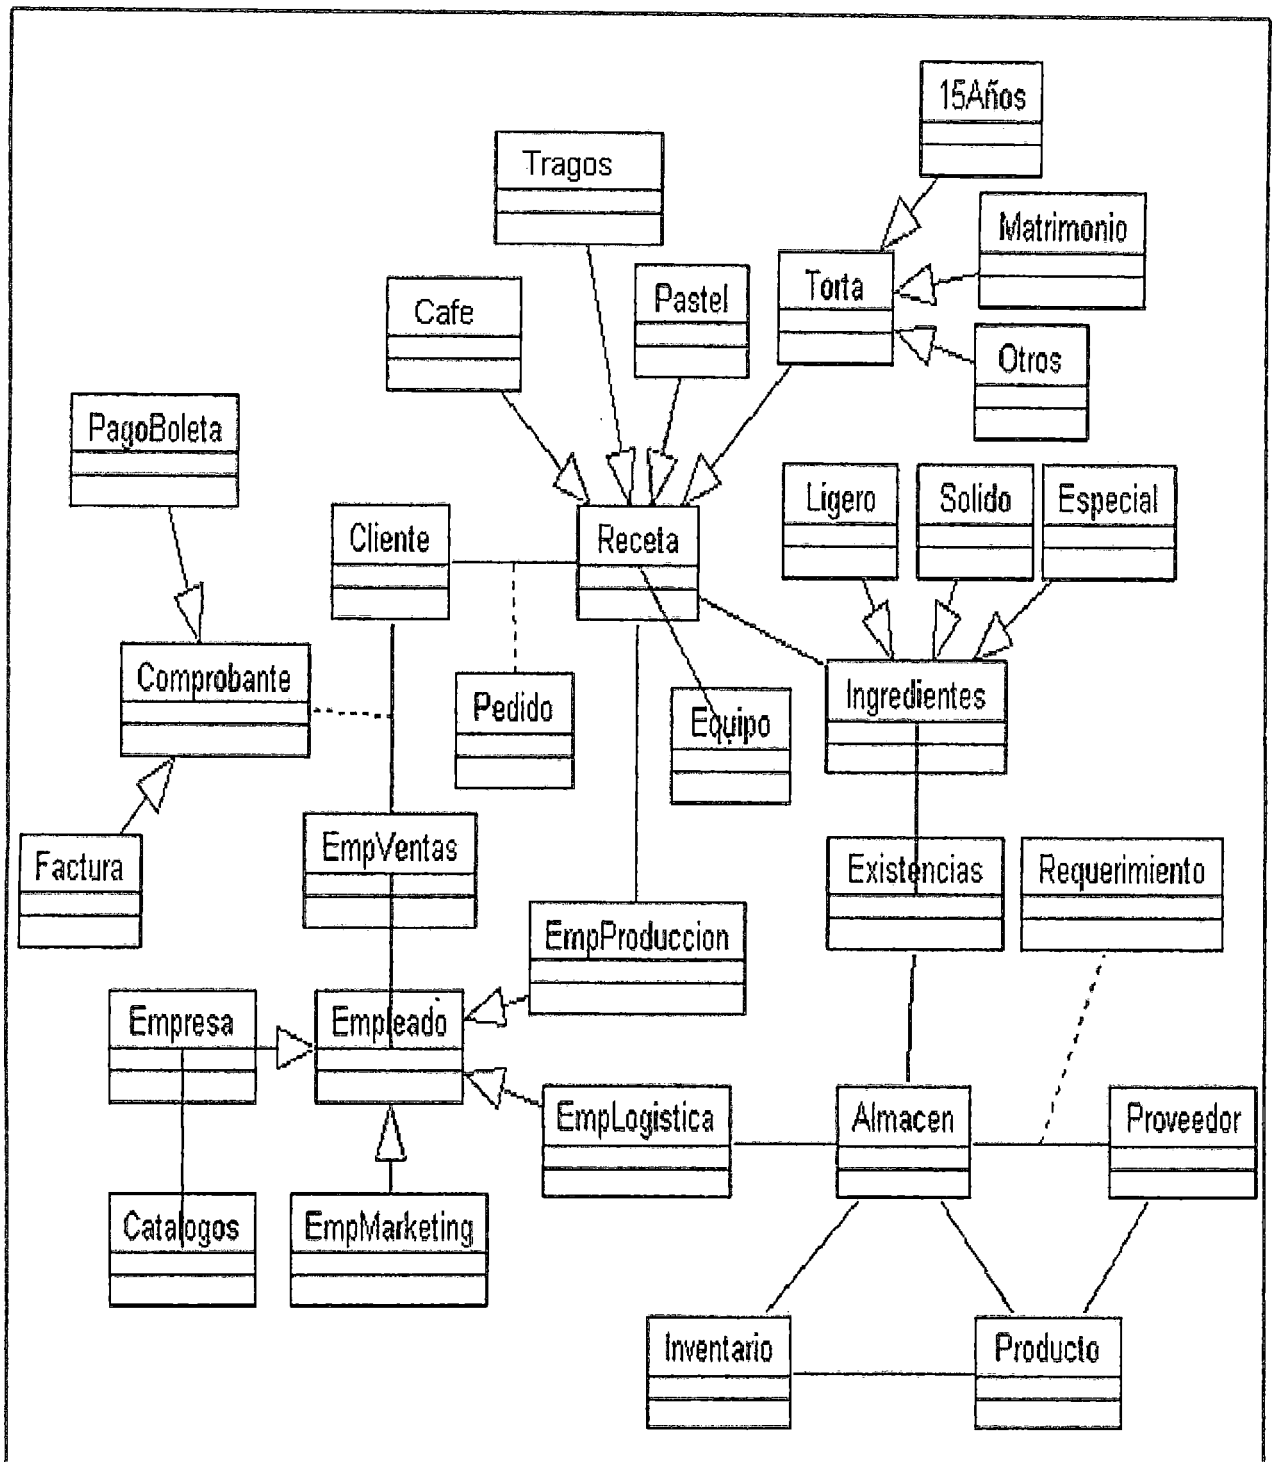 15Años
Tragos
Matrimonio
Torta
Pastel
Cafe
Otros
PagoBoleta
Ligero
Solido
Especial
Cliente
Receta
Comprobante
Pedido
Equipo
Ingredientes
EmpVentas
Factura
Existencias
Requerimiento
EmpProduccion
Empresa
Empleado
EmpLogistica
Almacen
Proveedor
Catalogos
EmpMarketing
Inventario
Producto